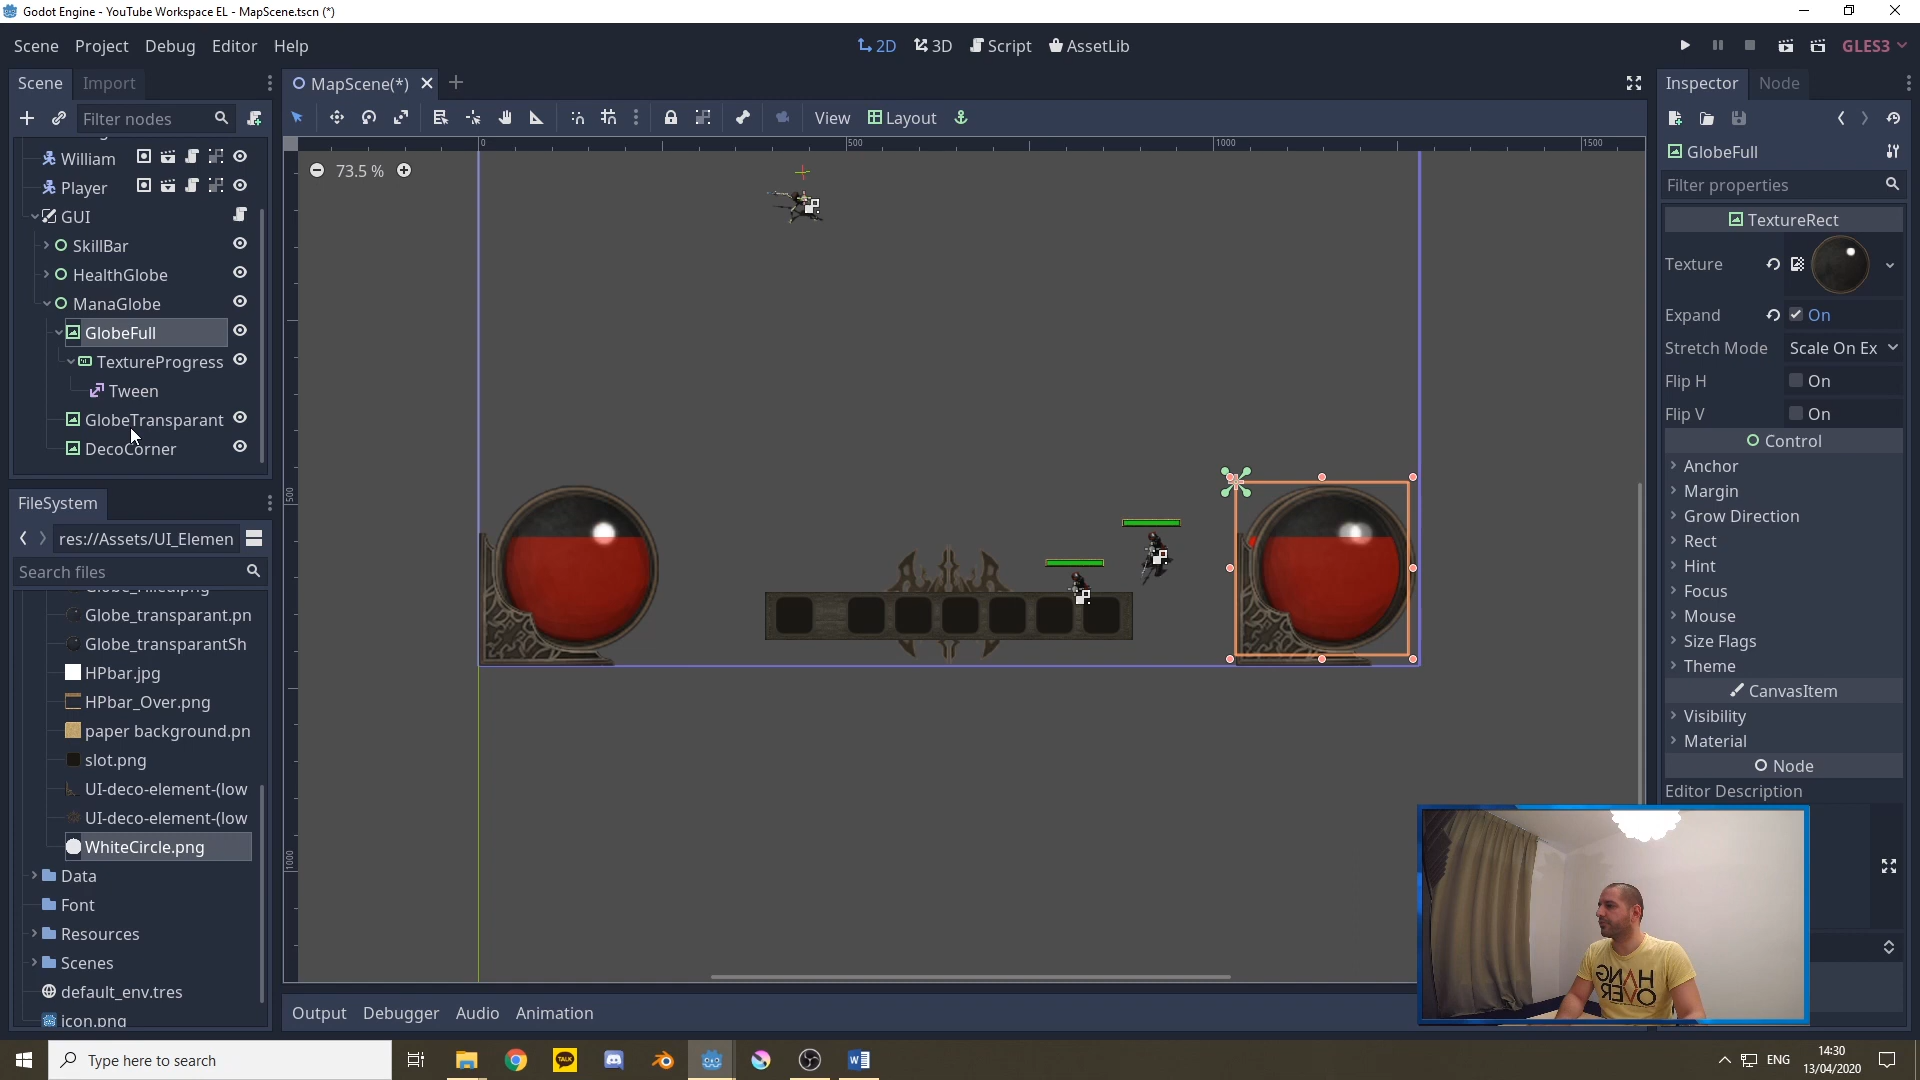 Godot Engine - YouTube Workspace EL - MapScene.tscn (*)
Scene Project Debug Editor Help
2D 3D Script AssetLib
GLES3
Scene Import
MapScene(*)
Inspector Node
Filter nodes
View Layout
William
Player
GUI
SkillBar
HealthGlobe
ManaGlobe
GlobeFull
TextureProgress
Tween
GlobeTransparant
DecoCorner
0 500 1000 1500
73.5 %
500
1000
GlobeFull
Filter properties
TextureRect
Texture
Expand On
Stretch Mode Scale On Ex
Flip H On
Flip V On
Control
Anchor
Margin
Grow Direction
Rect
Hint
Focus
Mouse
Size Flags
Theme
CanvasItem
Visibility
Material
Node
Editor Description
FileSystem
res://Assets/UI_Elemen
Search files
Globe_transparant.pn
Globe_transparantSh
HPbar.jpg
HPbar_Over.png
paper background.pn
slot.png
UI-deco-element-(low
UI-deco-element-(low
WhiteCircle.png
Data
Font
Resources
Scenes
default_env.tres
icon.png
Output Debugger Audio Animation
HANG
OVER
Type here to search
TALK
ENG
14:30
13/04/2020